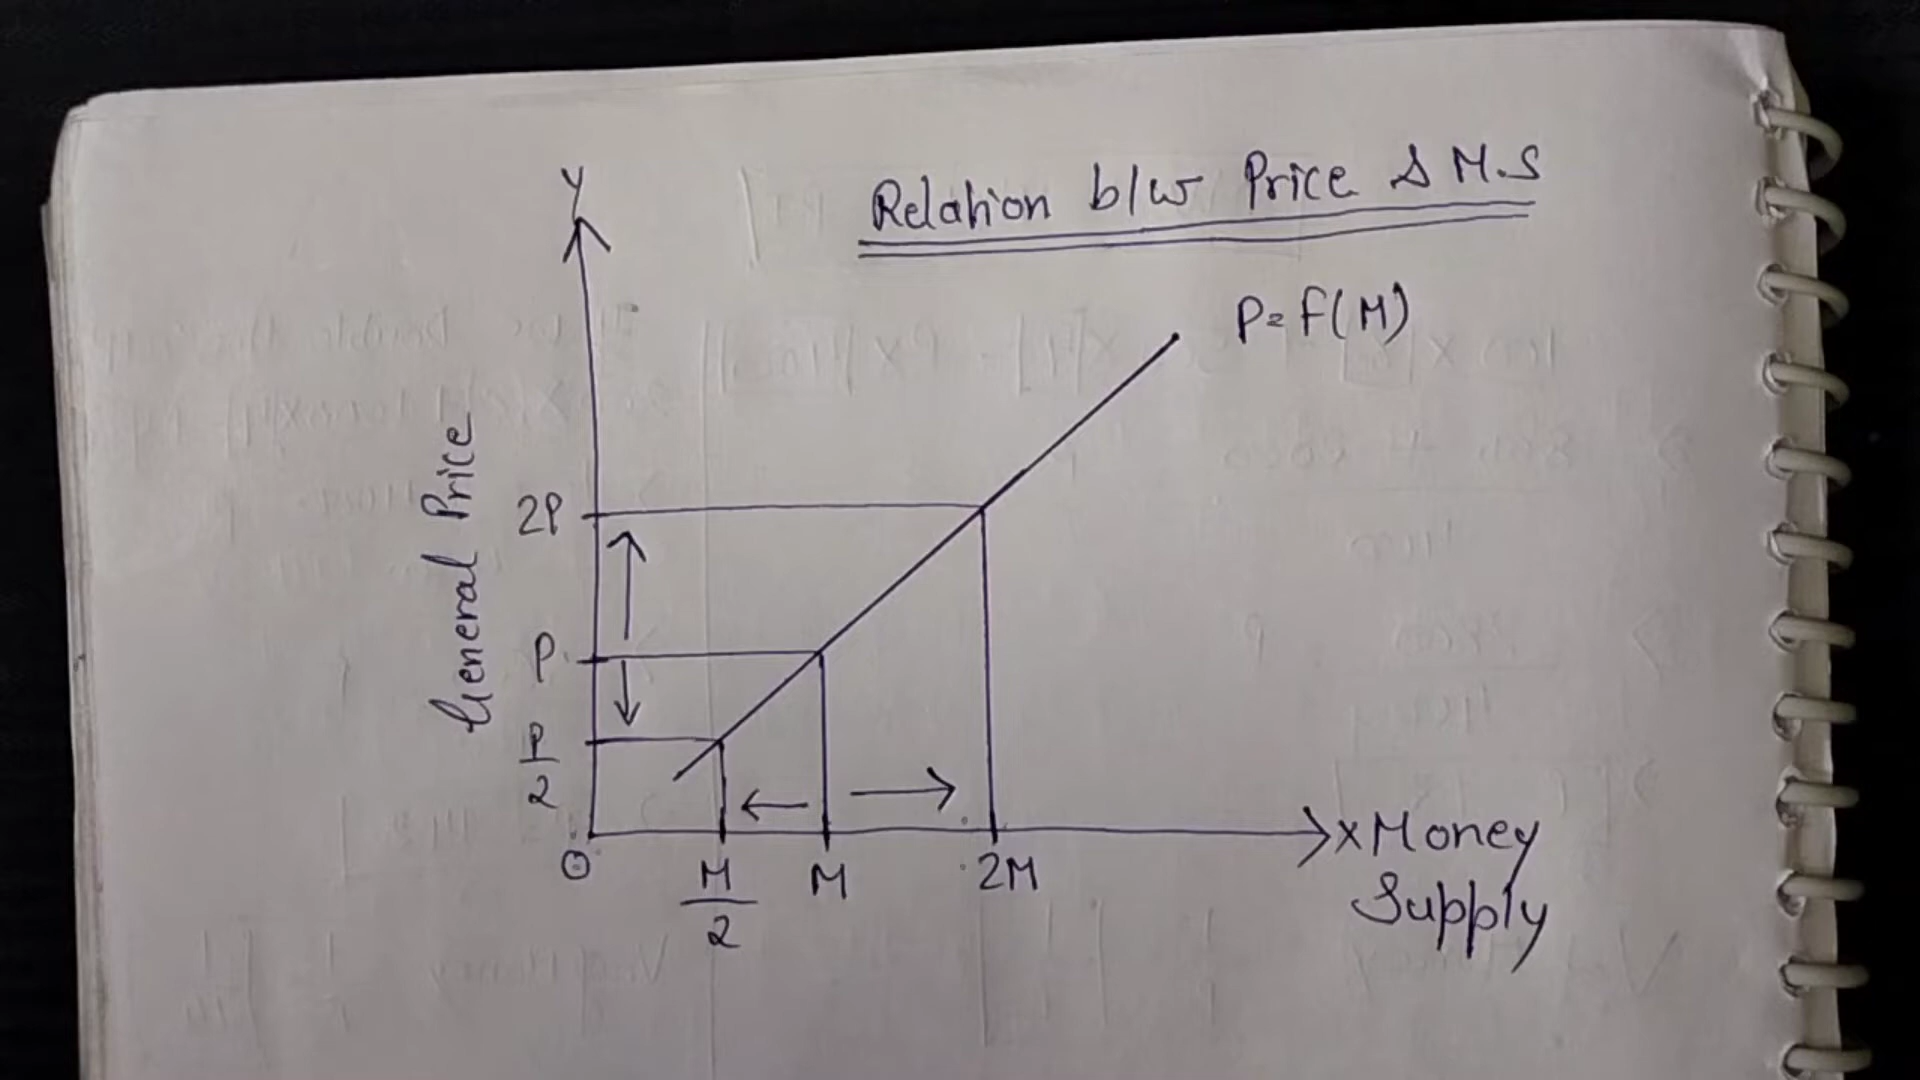 Relation b/w Price & M.S
Y
P = f(M)
General Price
2P
P
P/2
O
M/2
M
2M
X Money
Supply